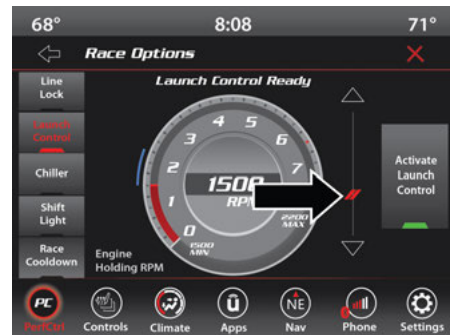 68°
8:08
71°
Race Options
Line
Lock
Launch
Control
Chiller
Shift
Light
Race
Cooldown
Launch Control Ready
0
1
2
3
4
5
6
7
1500
RPM
1500
MIN
2200
MAX
Engine
Holding RPM
Activate
Launch
Control
PC
PerfCtrl
Controls
Climate
ū
Apps
NE
Nav
Phone
Settings